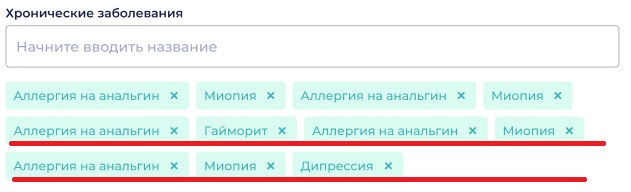 Хронические заболевания
Начните вводить название
Аллергия на анальгин × Миопия × Аллергия на анальгин × Миопия ×
Аллергия на анальгин × Гайморит × Аллергия на анальгин × Миопия ×
Аллергия на анальгин × Миопия × Дипрессия ×